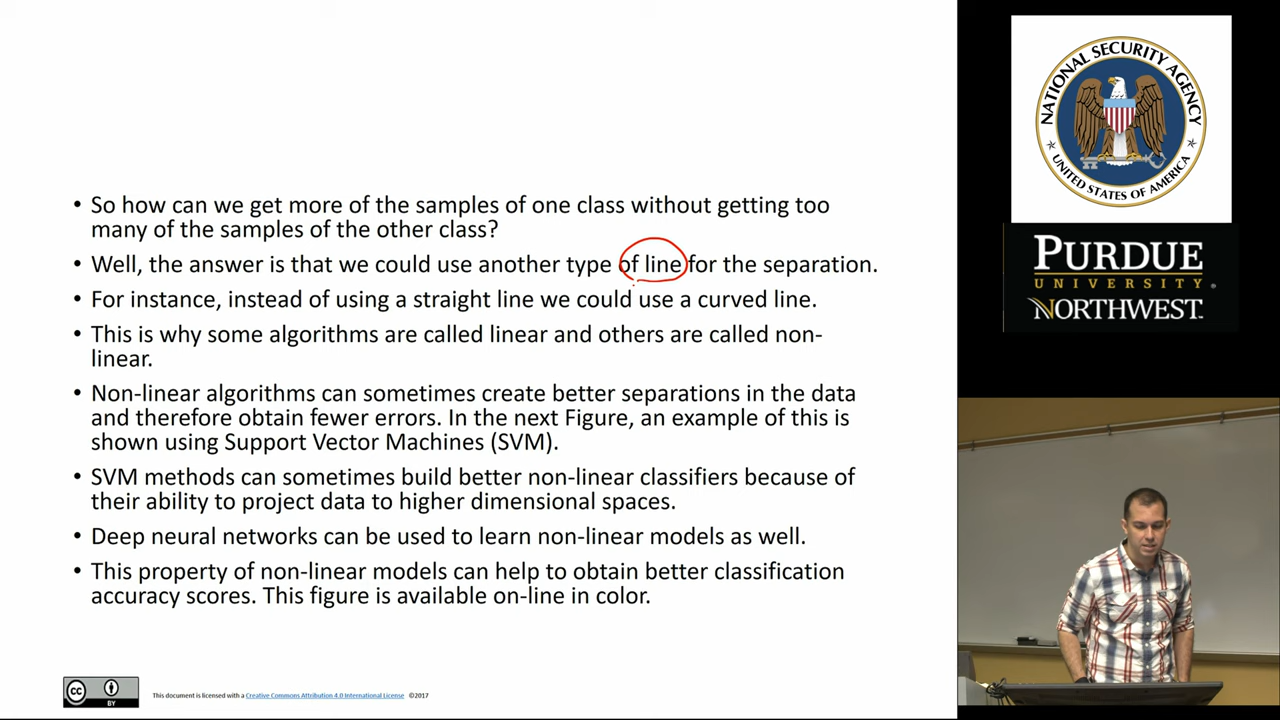 • So how can we get more of the samples of one class without getting too
many of the samples of the other class?
• Well, the answer is that we could use another type of line for the separation.
• For instance, instead of using a straight line we could use a curved line.
• This is why some algorithms are called linear and others are called non-
linear.
• Non-linear algorithms can sometimes create better separations in the data
and therefore obtain fewer errors. In the next Figure, an example of this is
shown using Support Vector Machines (SVM).
• SVM methods can sometimes build better non-linear classifiers because of
their ability to project data to higher dimensional spaces.
• Deep neural networks can be used to learn non-linear models as well.
• This property of non-linear models can help to obtain better classification
accuracy scores. This figure is available on-line in color.
cc BY
This document is licensed with a Creative Commons Attribution 4.0 International License ©2017
NATIONAL SECURITY AGENCY
UNITED STATES OF AMERICA
PURDUE
UNIVERSITY
NORTHWEST